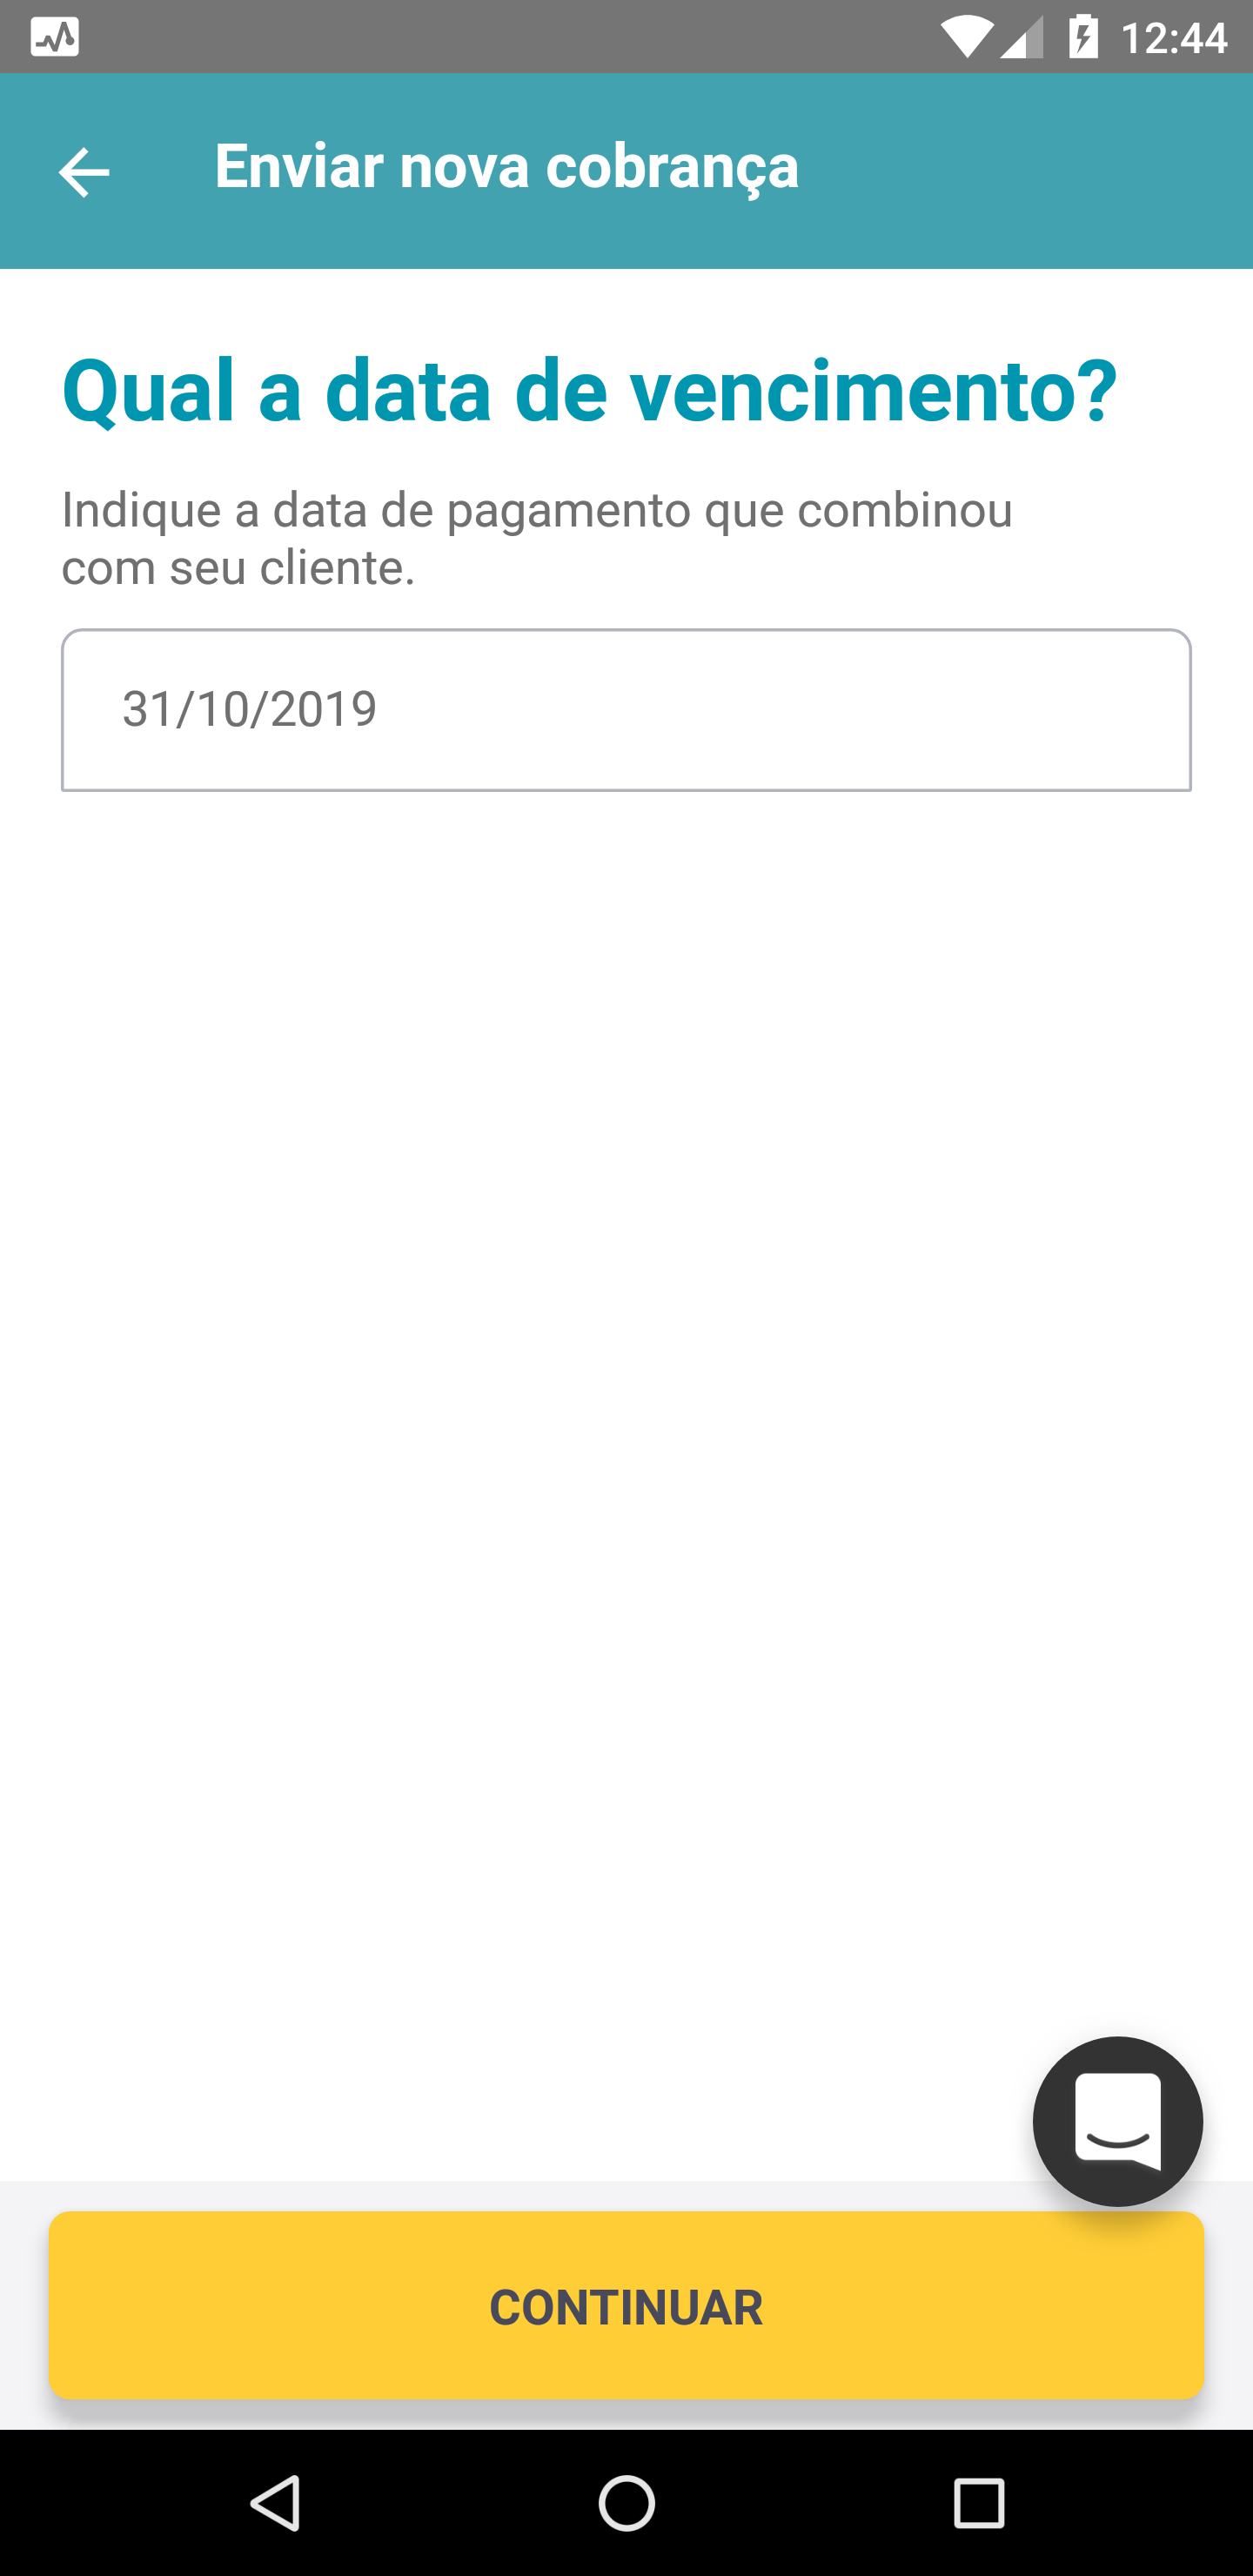 12:44
Enviar nova cobrança
Qual a data de vencimento?
Indique a data de pagamento que combinou
com seu cliente.
31/10/2019
CONTINUAR